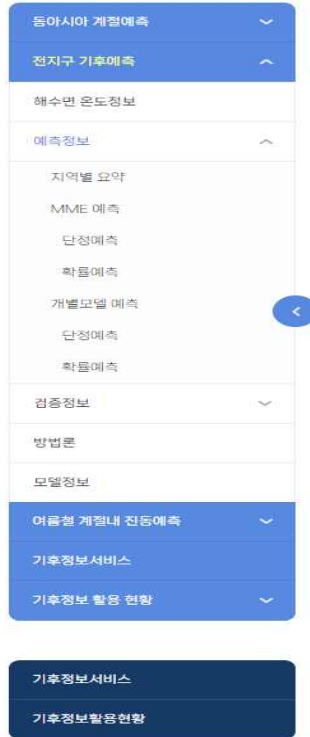 동아시아 계절예측
전지구 기후예측
해수면 온도정보
예측정보
지역별 요약
MME 예측
단정예측
확률예측
개별모델 예측
단정예측
확률예측
검증정보
방법론
모델정보
여름철 계절내 진동예측
기후정보서비스
기후정보 활용 현황
기후정보서비스
기후정보활용현황